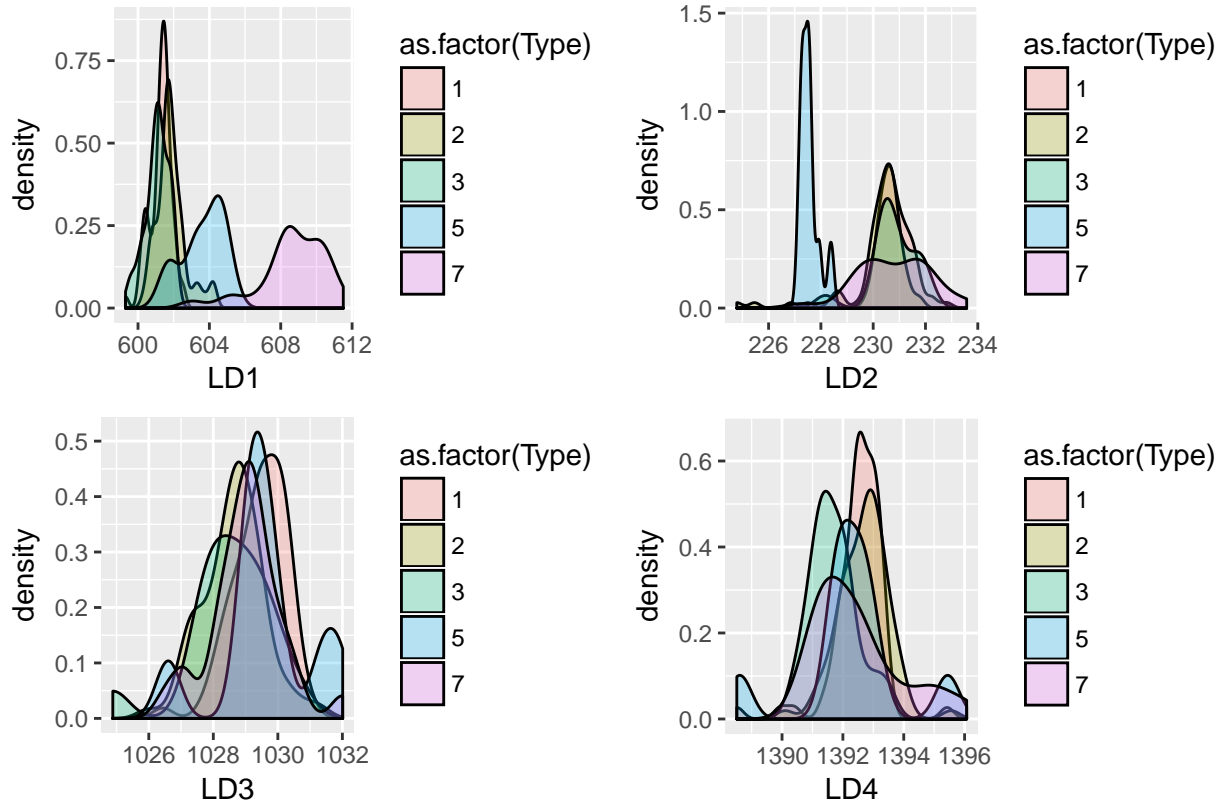 0.75
0.50
0.25
0.00
density
600 604 608 612
LD1
as.factor(Type)
1
2
3
5
7
1.5
1.0
0.5
0.0
density
226 228 230 232 234
LD2
as.factor(Type)
1
2
3
5
7
0.5
0.4
0.3
0.2
0.1
0.0
density
1026 1028 1030 1032
LD3
as.factor(Type)
1
2
3
5
7
0.6
0.4
0.2
0.0
density
1390 1392 1394 1396
LD4
as.factor(Type)
1
2
3
5
7